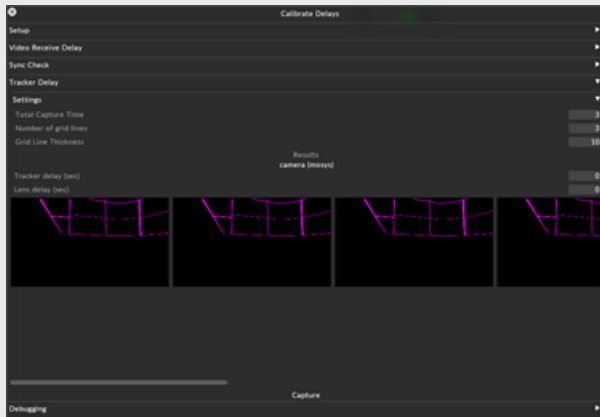 Calibrate Delays
Setup
Video Receive Delay
Sync Check
Tracker Delay
Settings
Total Capture Time 3
Number of grid lines 3
Grid Line Thickness 10
Results
camera (mosys)
Tracker delay (sec) 0
Lens delay (sec) 0
Capture
Debugging